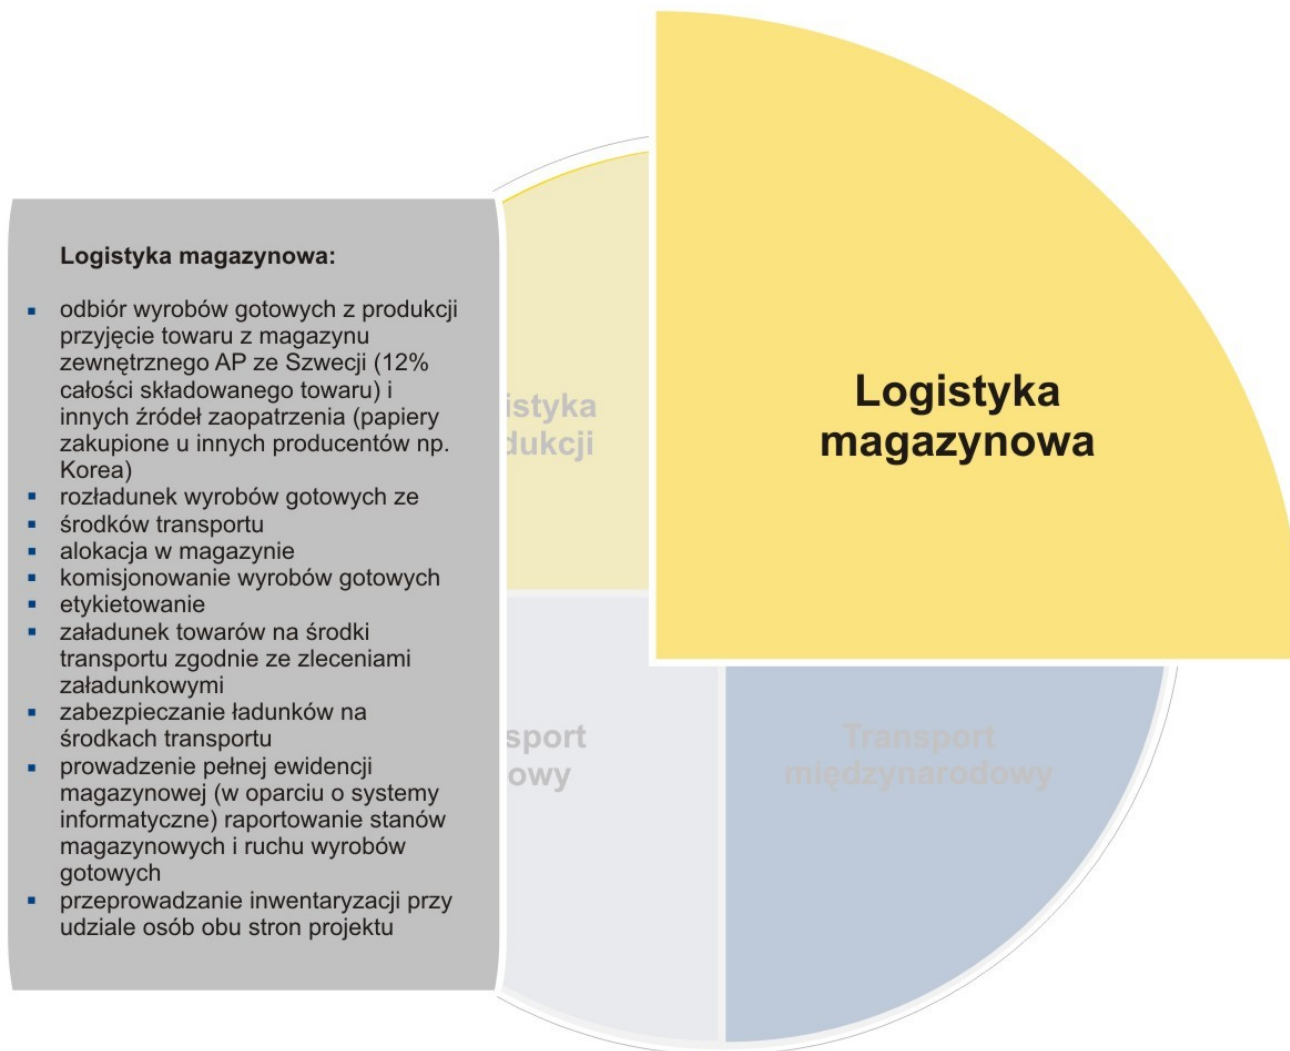 Logistyka magazynowa:
odbiór wyrobów gotowych z produkcji
przyjęcie towaru z magazynu
zewnętrznego AP ze Szwecji (12%
całości składowanego towaru) i
innych źródeł zaopatrzenia (papiery
zakupione u innych producentów np.
Korea)
rozładunek wyrobów gotowych ze
środków transportu
alokacja w magazynie
komisjonowanie wyrobów gotowych
etykietowanie
załadunek towarów na środki
transportu zgodnie ze zleceniami
załadunkowymi
zabezpieczanie ładunków na
środkach transportu
prowadzenie pełnej ewidencji
magazynowej (w oparciu o systemy
informatyczne) raportowanie stanów
magazynowych i ruchu wyrobów
gotowych
przeprowadzanie inwentaryzacji przy
udziale osób obu stron projektu
istyka
dukcji
Logistyka
magazynowa
sport
owy
Transport
międzynarodowy